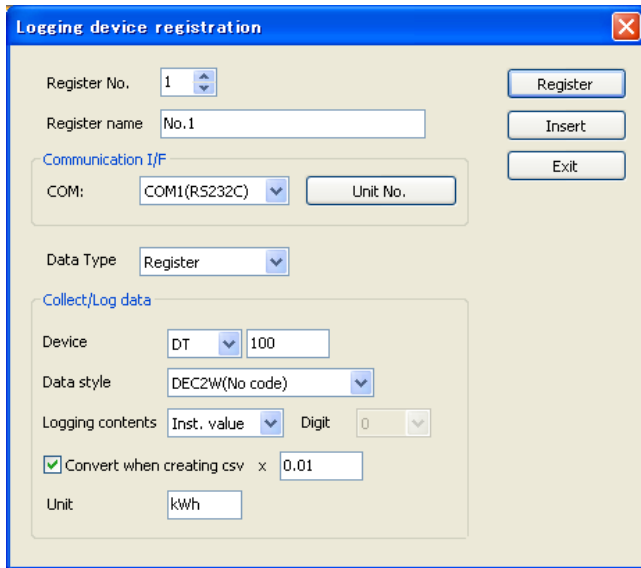 Logging device registration
Register No. 1
Register
Register name No.1
Insert
Communication I/F
Exit
COM: COM1(RS232C) Unit No.
Data Type Register
Collect/Log data
Device DT 100
Data style DEC2W(No code)
Logging contents Inst. value Digit 0
Convert when creating csv x 0.01
Unit kWh